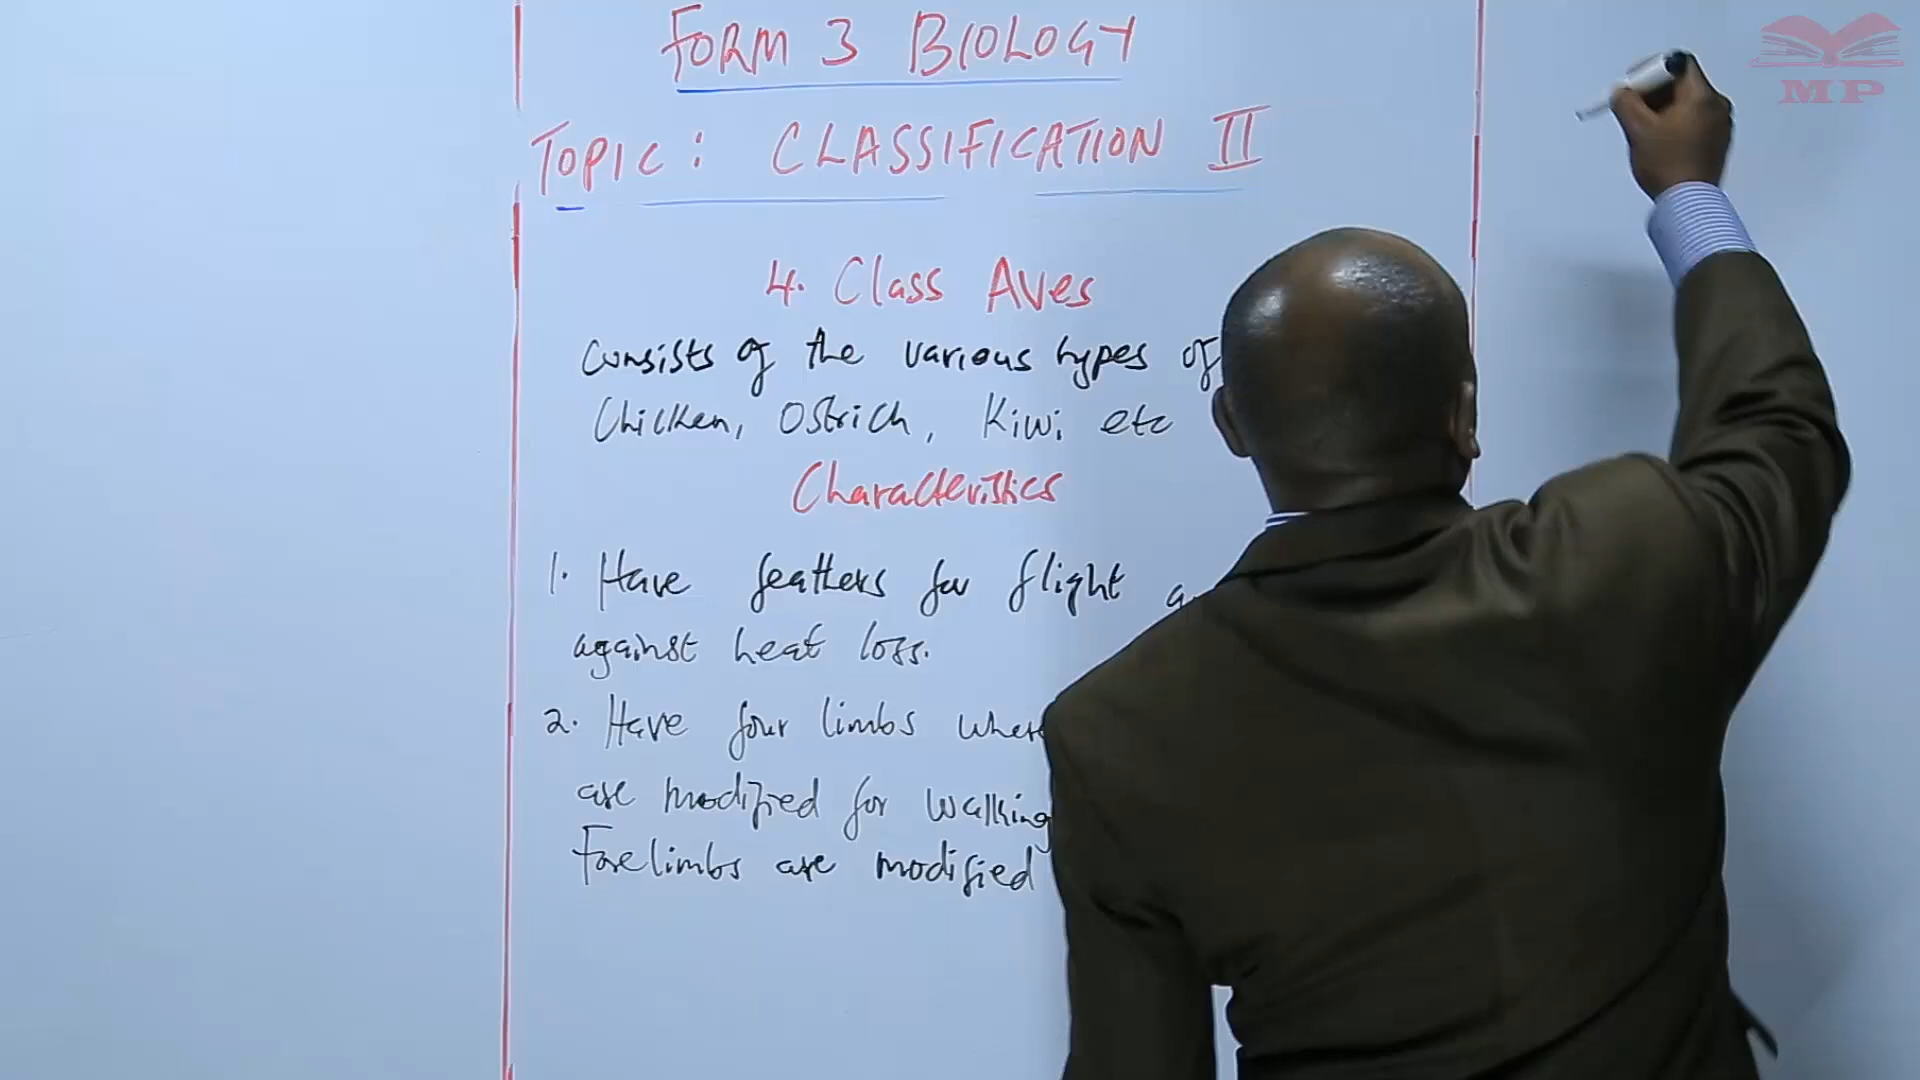 FORM 3 BIOLOGY
TOPIC: CLASSIFICATION II
4. Class Aves
Consists of the various types of
Chicken, Ostrich, Kiwi etc
Characteristics
1. Have feathers for flight
against heat loss.
2. Have four limbs where
are modified for walking
Forelimbs are modified
MP